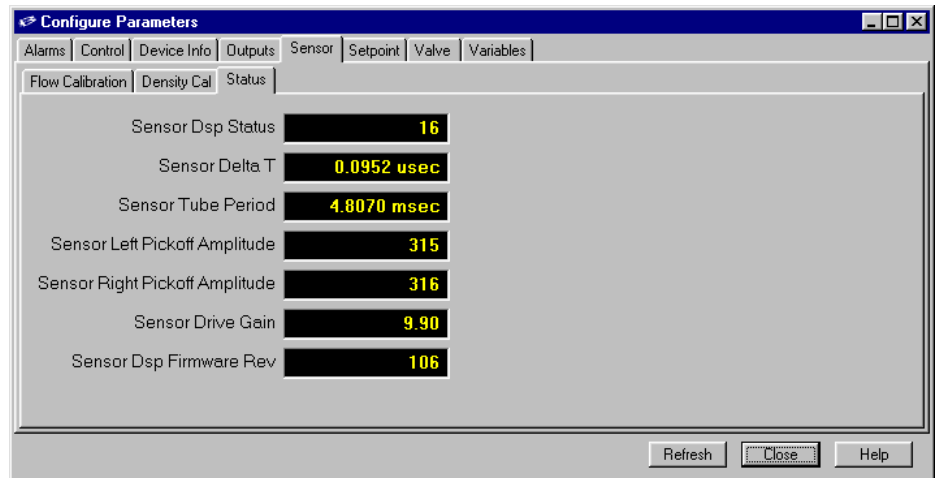 Configure Parameters
Alarms Control Device Info Outputs Sensor Setpoint Valve Variables
Flow Calibration Density Cal Status
Sensor Dsp Status 16
Sensor Delta T 0.0952 usec
Sensor Tube Period 4.8070 msec
Sensor Left Pickoff Amplitude 315
Sensor Right Pickoff Amplitude 316
Sensor Drive Gain 9.90
Sensor Dsp Firmware Rev 106
Refresh Close Help